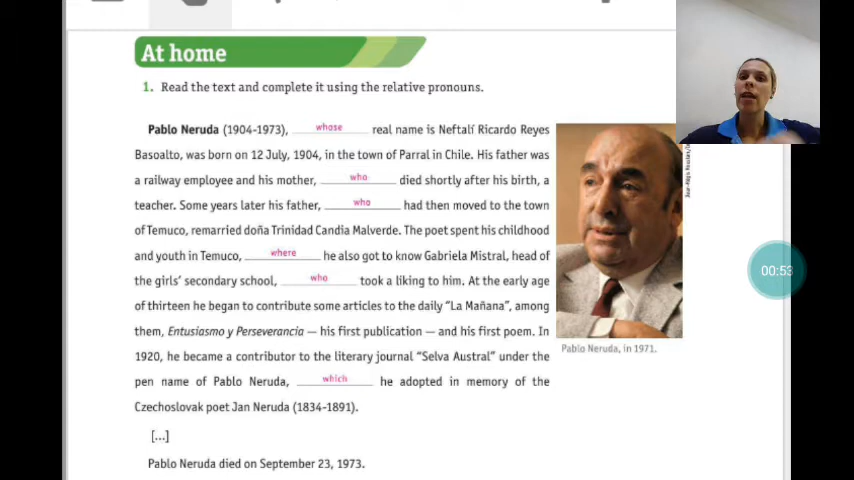 At home
1. Read the text and complete it using the relative pronouns.
Pablo Neruda (1904-1973), whose real name is Neftalí Ricardo Reyes
Basoalto, was born on 12 July, 1904, in the town of Parral in Chile. His father was
a railway employee and his mother, who died shortly after his birth, a
teacher. Some years later his father, who had then moved to the town
of Temuco, remarried doña Trinidad Candia Malverde. The poet spent his childhood
and youth in Temuco, where he also got to know Gabriela Mistral, head of
the girls' secondary school, who took a liking to him. At the early age
of thirteen he began to contribute some articles to the daily "La Mañana", among
them, Entusiasmo y Perseverancia — his first publication — and his first poem. In
1920, he became a contributor to the literary journal "Selva Austral" under the
pen name of Pablo Neruda, which he adopted in memory of the
Czechoslovak poet Jan Neruda (1834-1891).
[...]
Pablo Neruda died on September 23, 1973.
Pablo Neruda, in 1971.
00:53